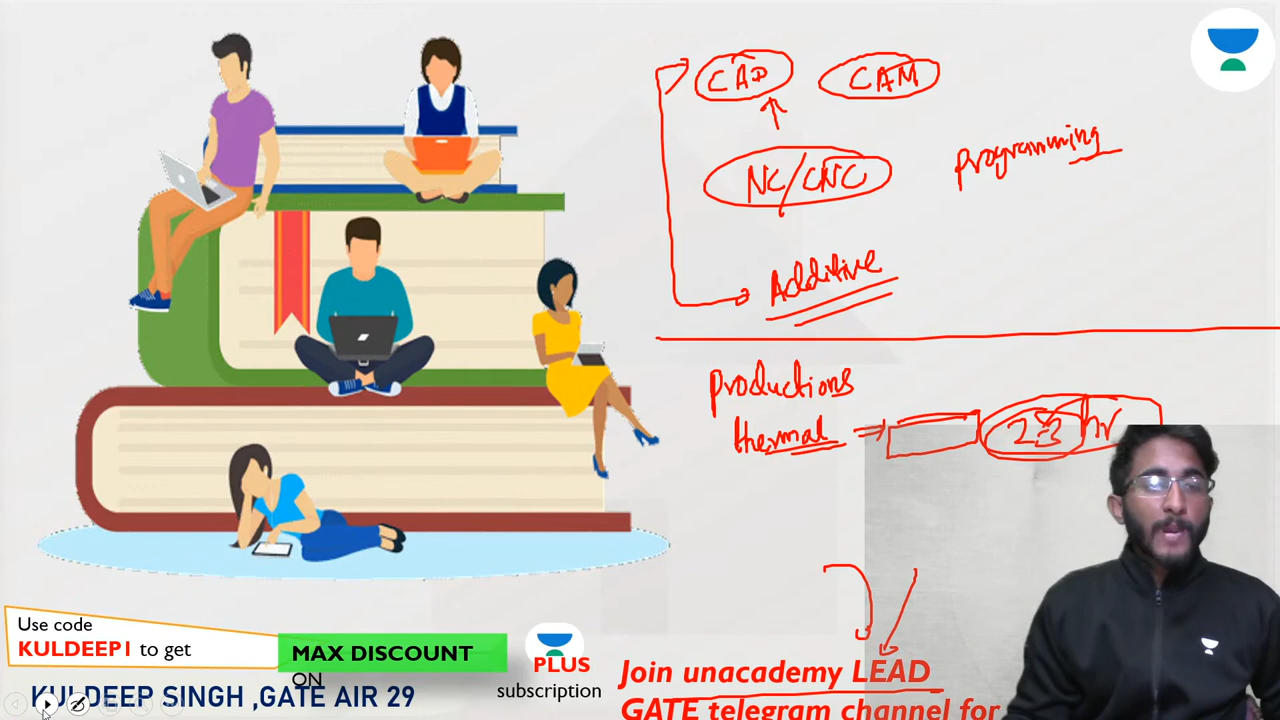 CAD CAM
NC/CNC
programming
Additive
productions
thermal
hr
Use code
KULDEEP1 to get
MAX DISCOUNT
ON
PLUS
subscription
KULDEEP SINGH ,GATE AIR 29
Join unacademy LEAD
GATE telegram channel for